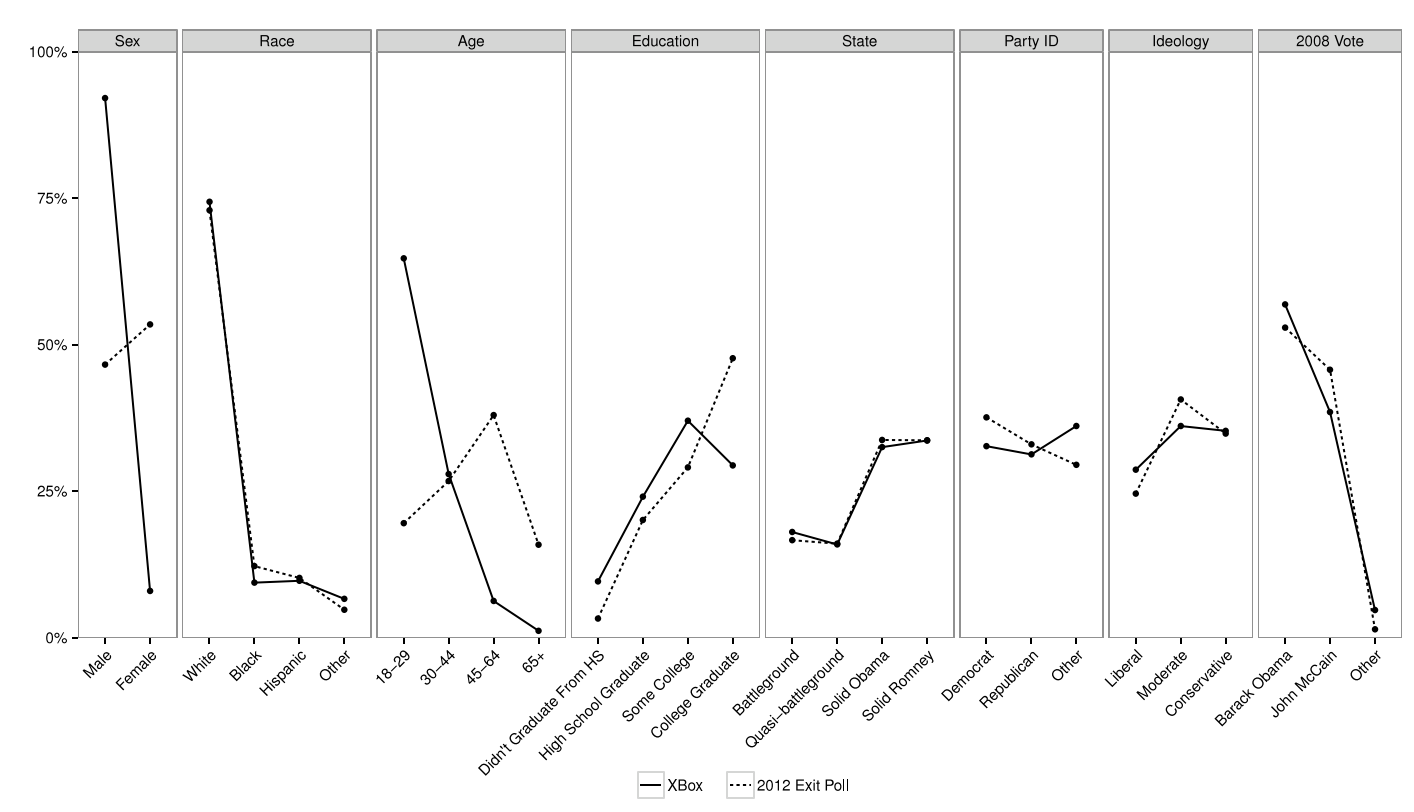 Sex Race Age Education State Party ID Ideology 2008 Vote
100%
75%
50%
25%
0%
Male Female White Black Hispanic Other 18–29 30–44 45–64 65+ Didn't Graduate From HS High School Graduate Some College College Graduate Battleground Quasi–battleground Solid Obama Solid Romney Democrat Republican Other Liberal Moderate Conservative Barack Obama John McCain Other
XBox 2012 Exit Poll